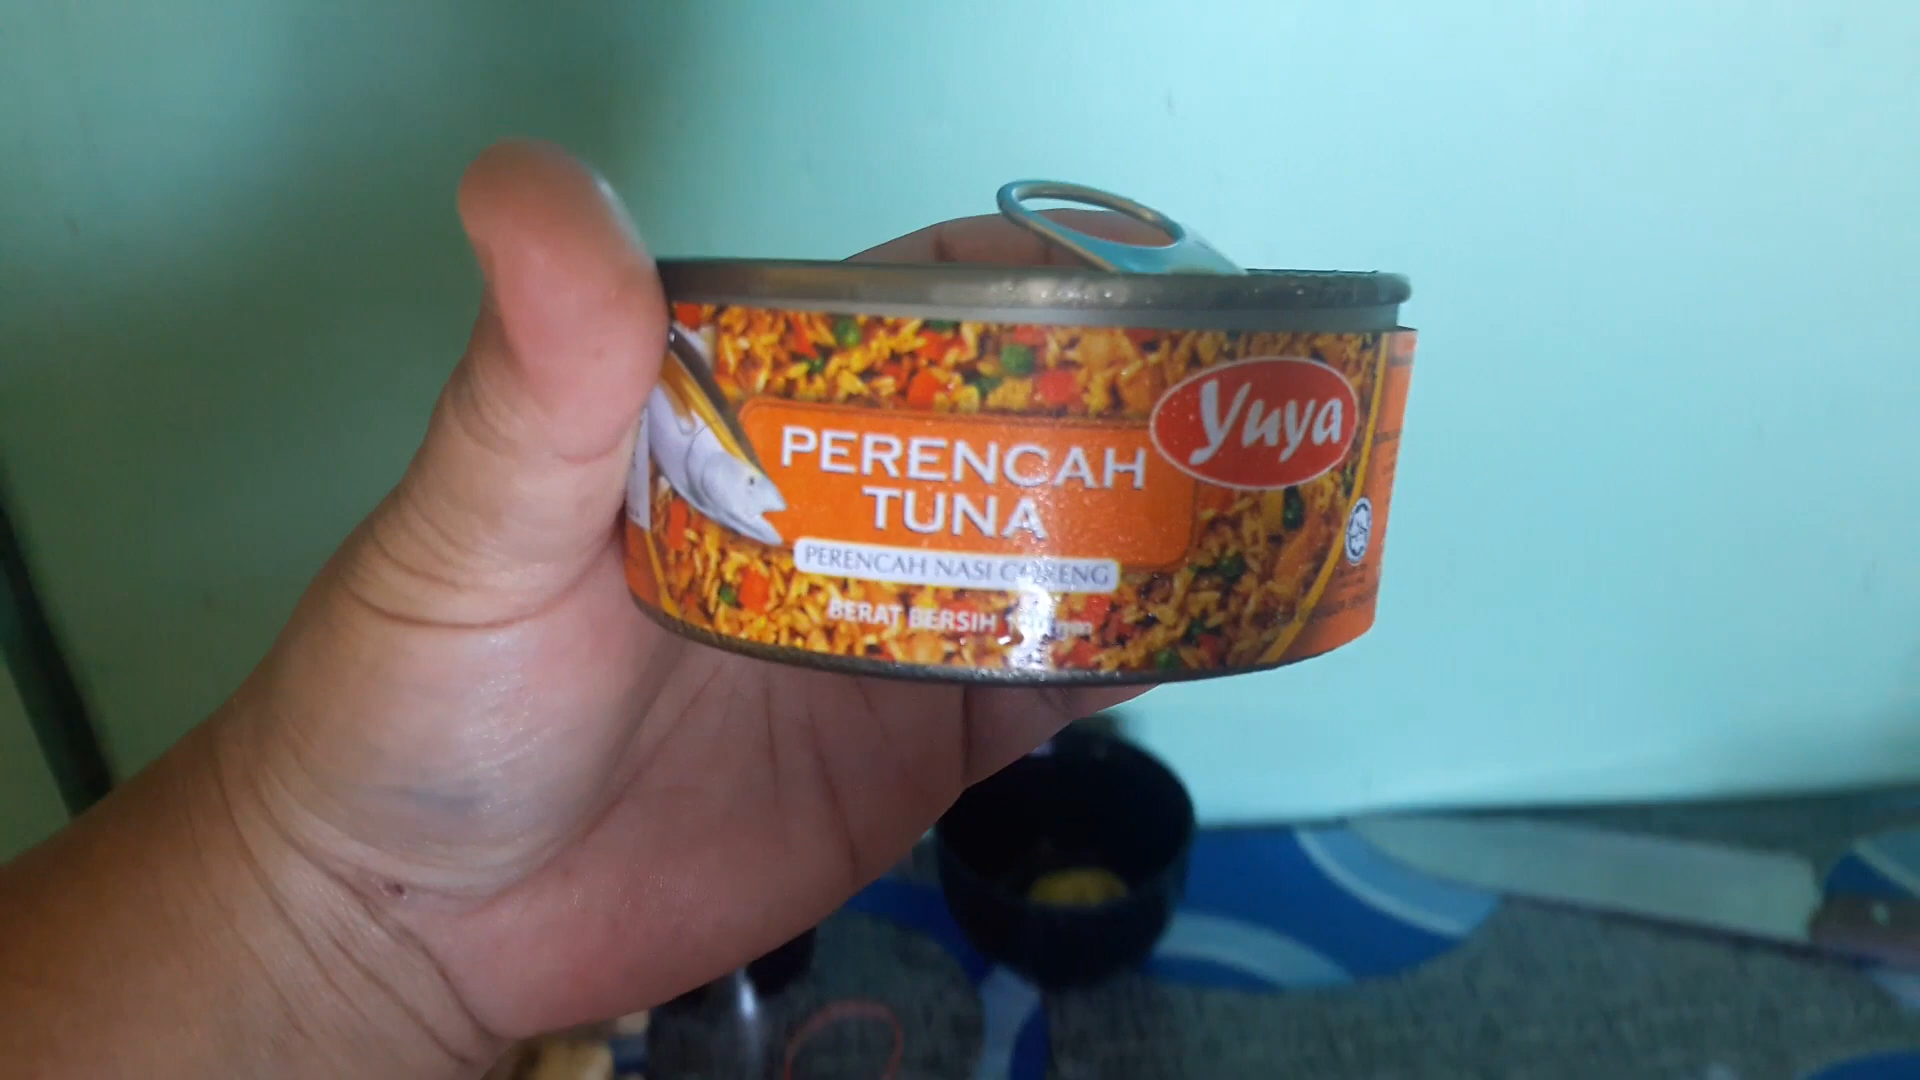 Yuya
PERENCAH
TUNA
PERENCAH NASI GORENG
BERAT BERSIH